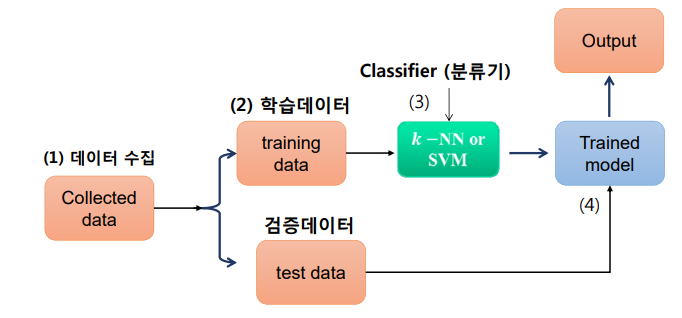 Output
Classifier (분류기)
(3)
(2) 학습데이터
training
data
k −NN or
SVM
Trained
model
(1) 데이터 수집
Collected
data
(4)
검증데이터
test data